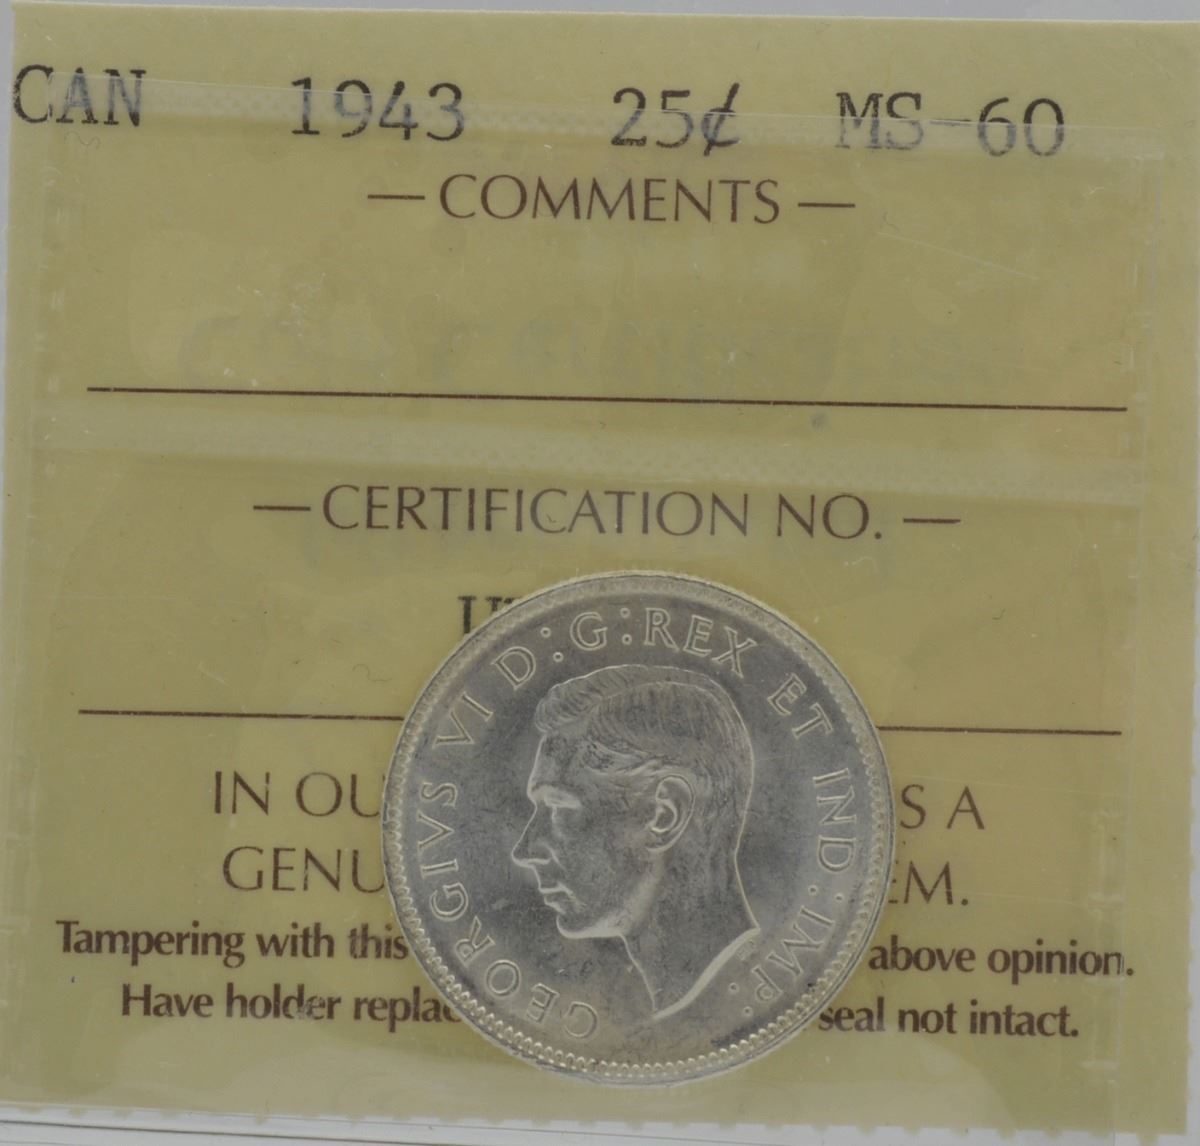 CAN 1943 25¢ MS-60
— COMMENTS —
— CERTIFICATION NO. —
IN OU S A
GENU EM.
Tampering with this above opinion.
Have holder replac seal not intact.
GEORGIVS VI D:G:REX ET IND:IMP: